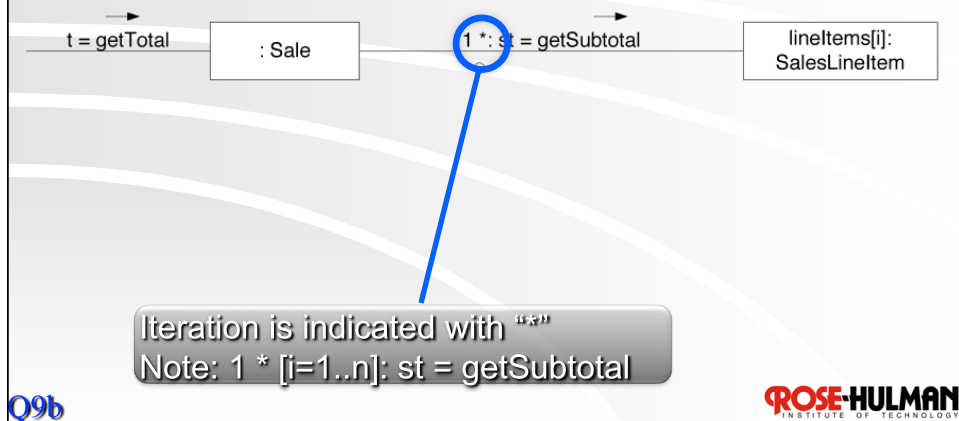 t = getTotal
: Sale
1 *: st = getSubtotal
lineItems[i]:
SalesLineItem
Iteration is indicated with “*”
Note: 1 * [i=1..n]: st = getSubtotal
Q9b
ROSE-HULMAN
INSTITUTE OF TECHNOLOGY